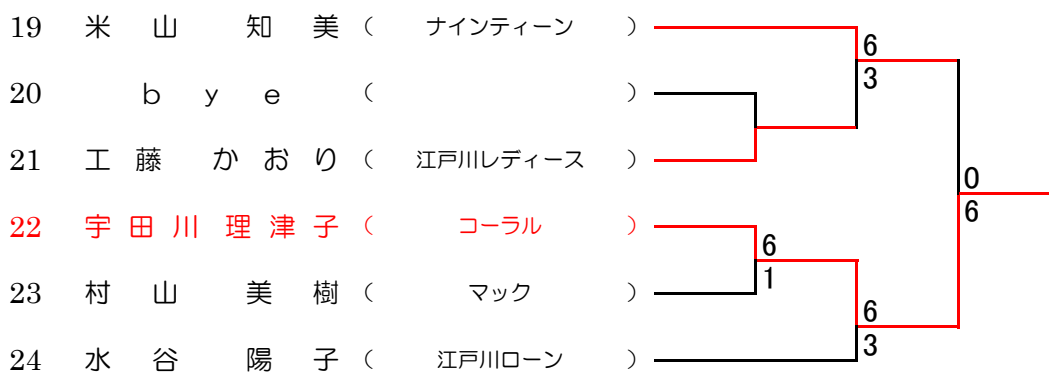 19 米 山 知 美 ( ナインティーン ) 6
20 b y e ( ) 3
21 工 藤 か お り ( 江戸川レディース ) 0
22 宇 田 川 理 津 子 ( コーラル ) 6 6
23 村 山 美 樹 ( マック ) 1 6
24 水 谷 陽 子 ( 江戸川ローン ) 3